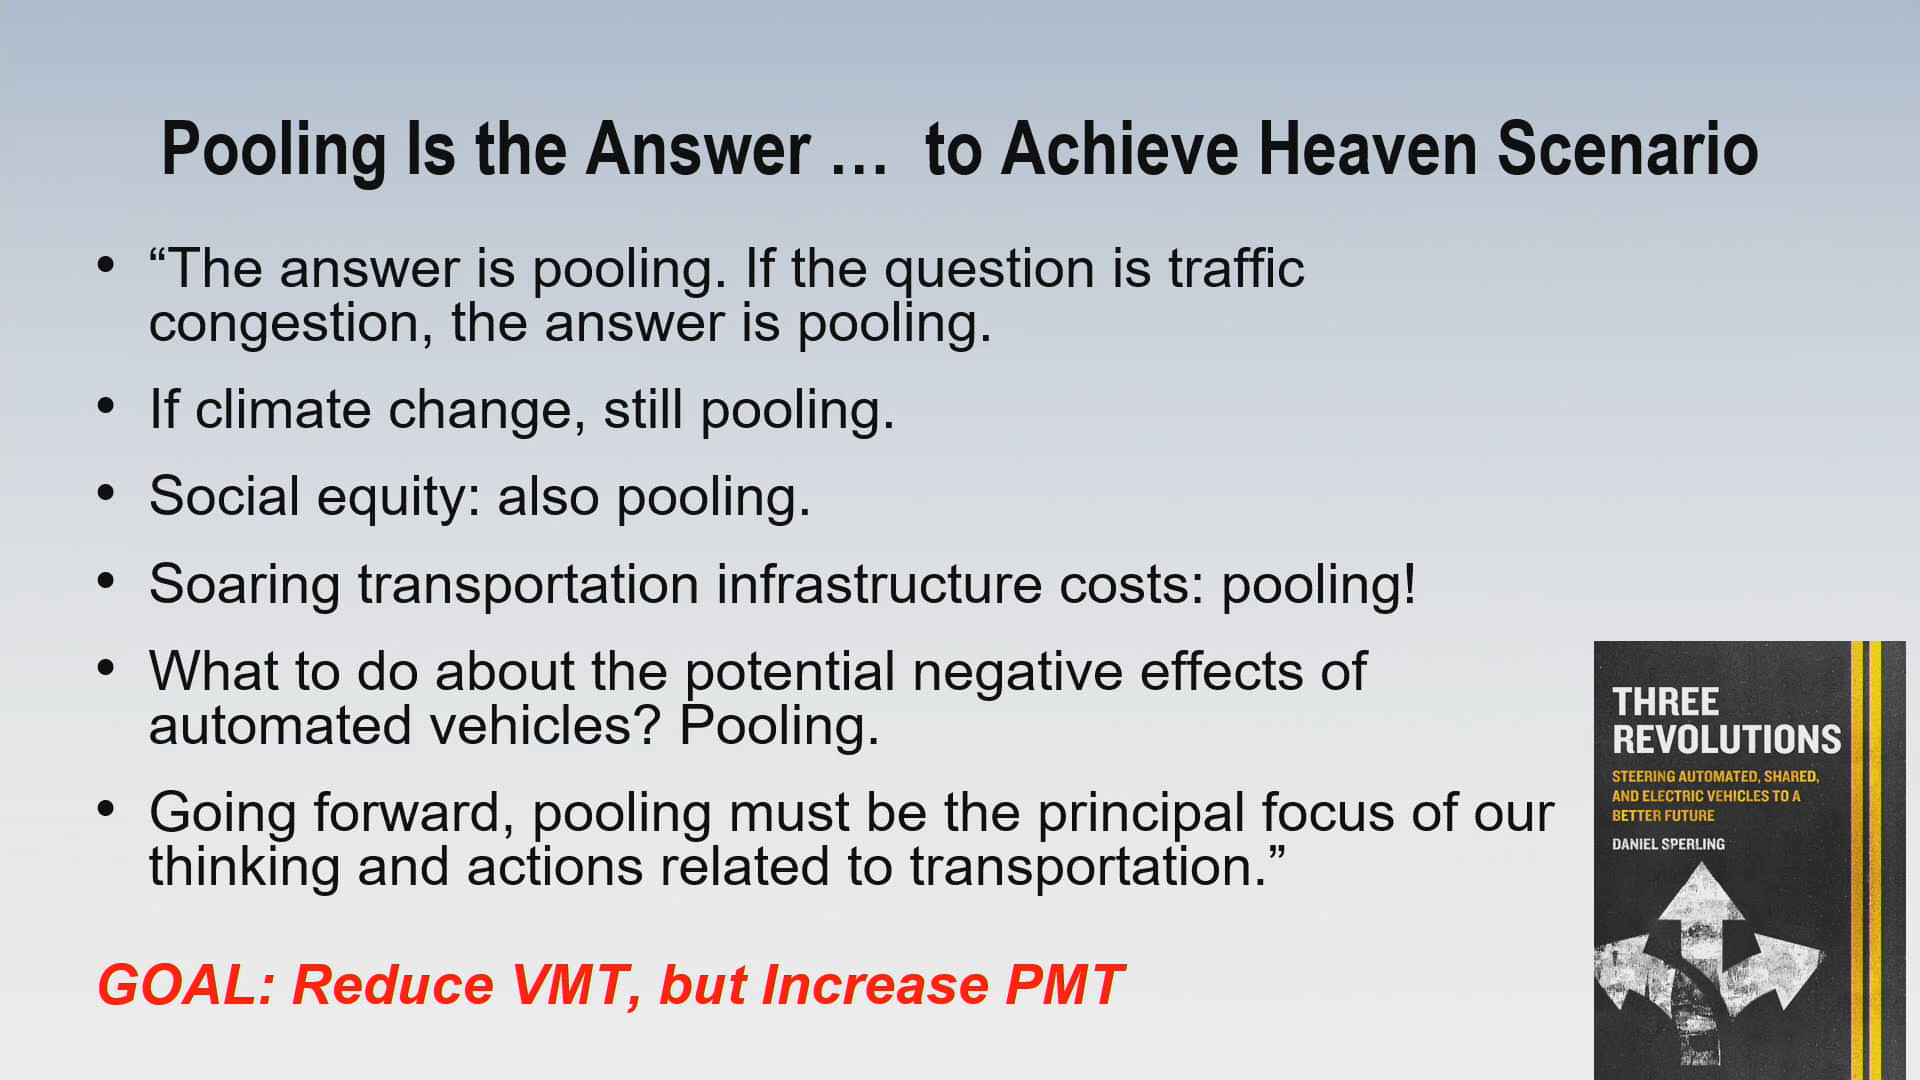 Pooling Is the Answer … to Achieve Heaven Scenario
• “The answer is pooling. If the question is traffic
congestion, the answer is pooling.
• If climate change, still pooling.
• Social equity: also pooling.
• Soaring transportation infrastructure costs: pooling!
• What to do about the potential negative effects of
automated vehicles? Pooling.
• Going forward, pooling must be the principal focus of our
thinking and actions related to transportation.”
GOAL: Reduce VMT, but Increase PMT
THREE
REVOLUTIONS
STEERING AUTOMATED, SHARED,
AND ELECTRIC VEHICLES TO A
BETTER FUTURE
DANIEL SPERLING